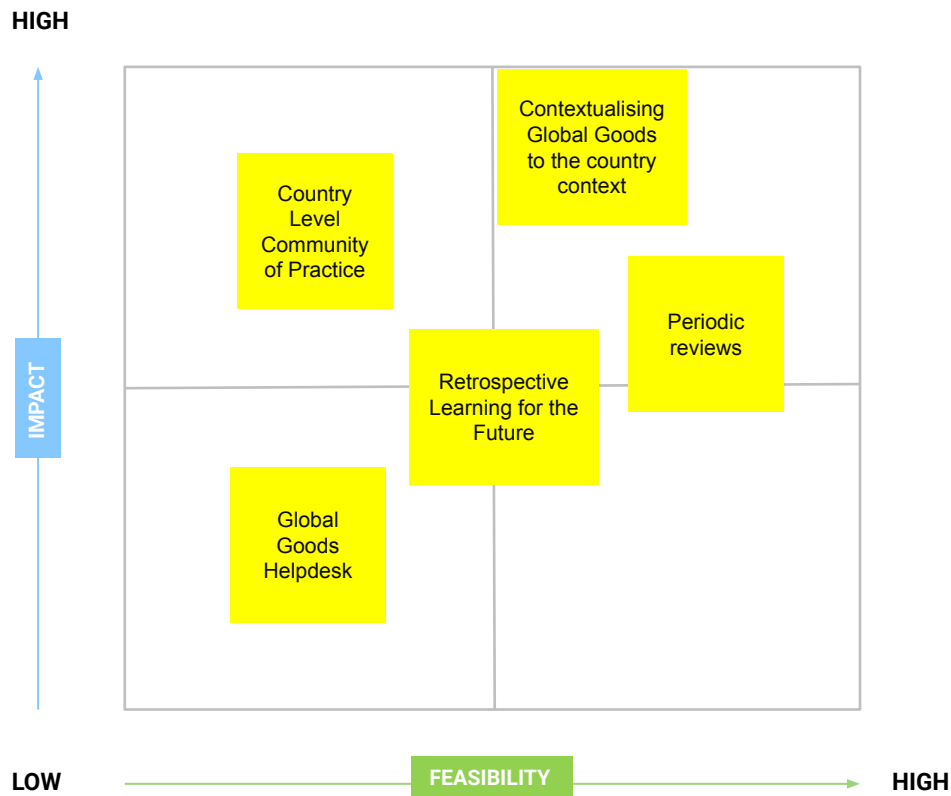 HIGH
Contextualising
Global Goods
to the country
context
Country
Level
Community
of Practice
Periodic
reviews
IMPACT
Retrospective
Learning for the
Future
Global
Goods
Helpdesk
LOW
FEASIBILITY
HIGH